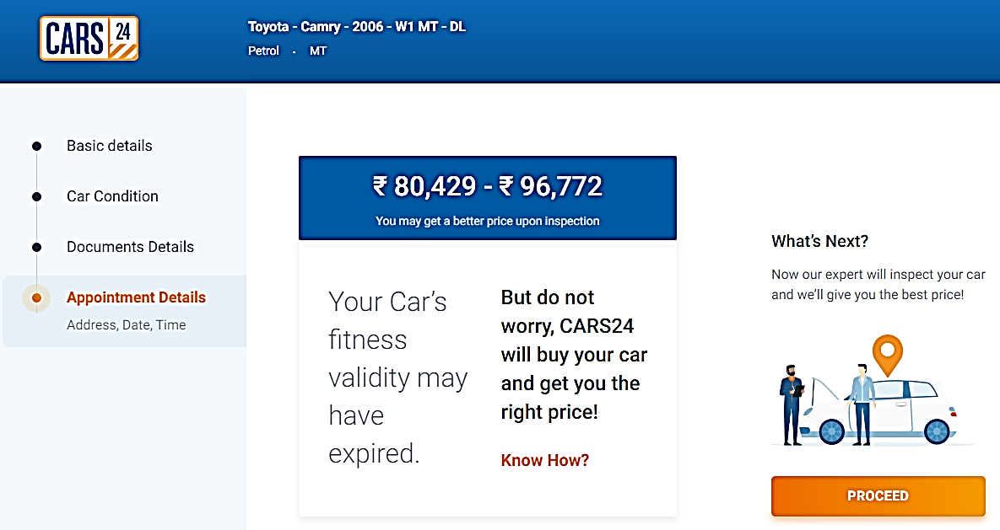 CARS 24
Toyota - Camry - 2006 - W1 MT - DL
Petrol • MT
Basic details
Car Condition
Documents Details
Appointment Details
Address, Date, Time
₹ 80,429 - ₹ 96,772
You may get a better price upon inspection
Your Car’s
fitness
validity may
have
expired.
But do not
worry, CARS24
will buy your car
and get you the
right price!
Know How?
What’s Next?
Now our expert will inspect your car
and we’ll give you the best price!
PROCEED